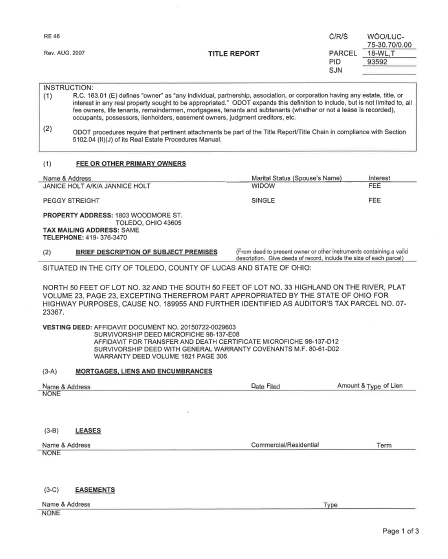 RE 46
Rev. AUG. 2007
TITLE REPORT
C/R/S WOO/LUC-
75-30.70/0.00
PARCEL 18-WL,T
PID 93592
SJN
INSTRUCTION:
(1) R.C. 163.01 (E) defines "owner" as "any individual, partnership, association, or corporation having any estate, title, or
interest in any real property sought to be appropriated." ODOT expands this definition to include, but is not limited to, all
fee owners, life tenants, remaindermen, mortgagees, tenants and subtenants (whether or not a lease is recorded),
occupants, possessors, lienholders, easement owners, judgment creditors, etc.
(2) ODOT procedures require that pertinent attachments be part of the Title Report/Title Chain in compliance with Section
5102.04 (II)(J) of its Real Estate Procedures Manual.
(1) FEE OR OTHER PRIMARY OWNERS
Name & Address Marital Status (Spouse's Name) Interest
JANICE HOLT A/K/A JANNICE HOLT WIDOW FEE
PEGGY STREIGHT SINGLE FEE
PROPERTY ADDRESS: 1803 WOODMORE ST.
TOLEDO, OHIO 43605
TAX MAILING ADDRESS: SAME
TELEPHONE: 419- 376-3470
(2) BRIEF DESCRIPTION OF SUBJECT PREMISES (From deed to present owner or other instruments containing a valid
description. Give deeds of record, include the size of each parcel)
SITUATED IN THE CITY OF TOLEDO, COUNTY OF LUCAS AND STATE OF OHIO:
NORTH 50 FEET OF LOT NO. 32 AND THE SOUTH 50 FEET OF LOT NO. 33 HIGHLAND ON THE RIVER, PLAT
VOLUME 23, PAGE 23, EXCEPTING THEREFROM PART APPROPRIATED BY THE STATE OF OHIO FOR
HIGHWAY PURPOSES, CAUSE NO. 189955 AND FURTHER IDENTIFIED AS AUDITOR'S TAX PARCEL NO. 07-
23367.
VESTING DEED: AFFIDAVIT DOCUMENT NO. 20150722-0029603
SURVIVORSHIP DEED MICROFICHE 98-137-E08
AFFIDAVIT FOR TRANSFER AND DEATH CERTIFICATE MICROFICHE 98-137-D12
SURVIVORSHIP DEED WITH GENERAL WARRANTY COVENANTS M.F. 80-61-D02
WARRANTY DEED VOLUME 1821 PAGE 306
(3-A) MORTGAGES, LIENS AND ENCUMBRANCES
Name & Address Date Filed Amount & Type of Lien
NONE
(3-B) LEASES
Name & Address Commercial/Residential Term
NONE
(3-C) EASEMENTS
Name & Address Type
NONE
Page 1 of 3